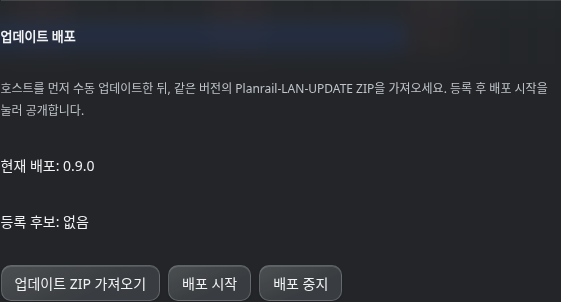 업데이트 배포
호스트를 먼저 수동 업데이트한 뒤, 같은 버전의 Planrail-LAN-UPDATE ZIP을 가져오세요. 등록 후 배포 시작을
눌러 공개합니다.
현재 배포: 0.9.0
등록 후보: 없음
업데이트 ZIP 가져오기 배포 시작 배포 중지